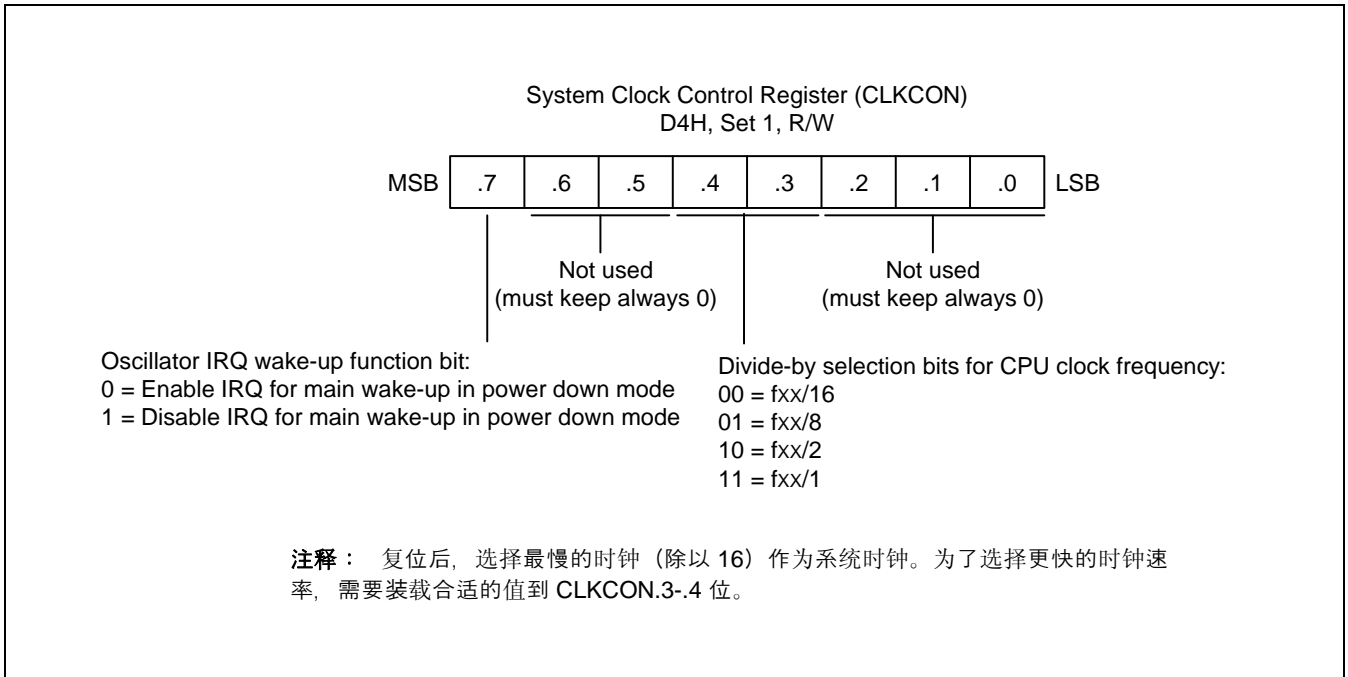 System Clock Control Register (CLKCON)
D4H, Set 1, R/W
MSB .7 .6 .5 .4 .3 .2 .1 .0 LSB
Not used
(must keep always 0)
Not used
(must keep always 0)
Oscillator IRQ wake-up function bit:
0 = Enable IRQ for main wake-up in power down mode
1 = Disable IRQ for main wake-up in power down mode
Divide-by selection bits for CPU clock frequency:
00 = fxx/16
01 = fxx/8
10 = fxx/2
11 = fxx/1
注释： 复位后，选择最慢的时钟（除以 16）作为系统时钟。为了选择更快的时钟速
率，需要装载合适的值到 CLKCON.3-.4 位。